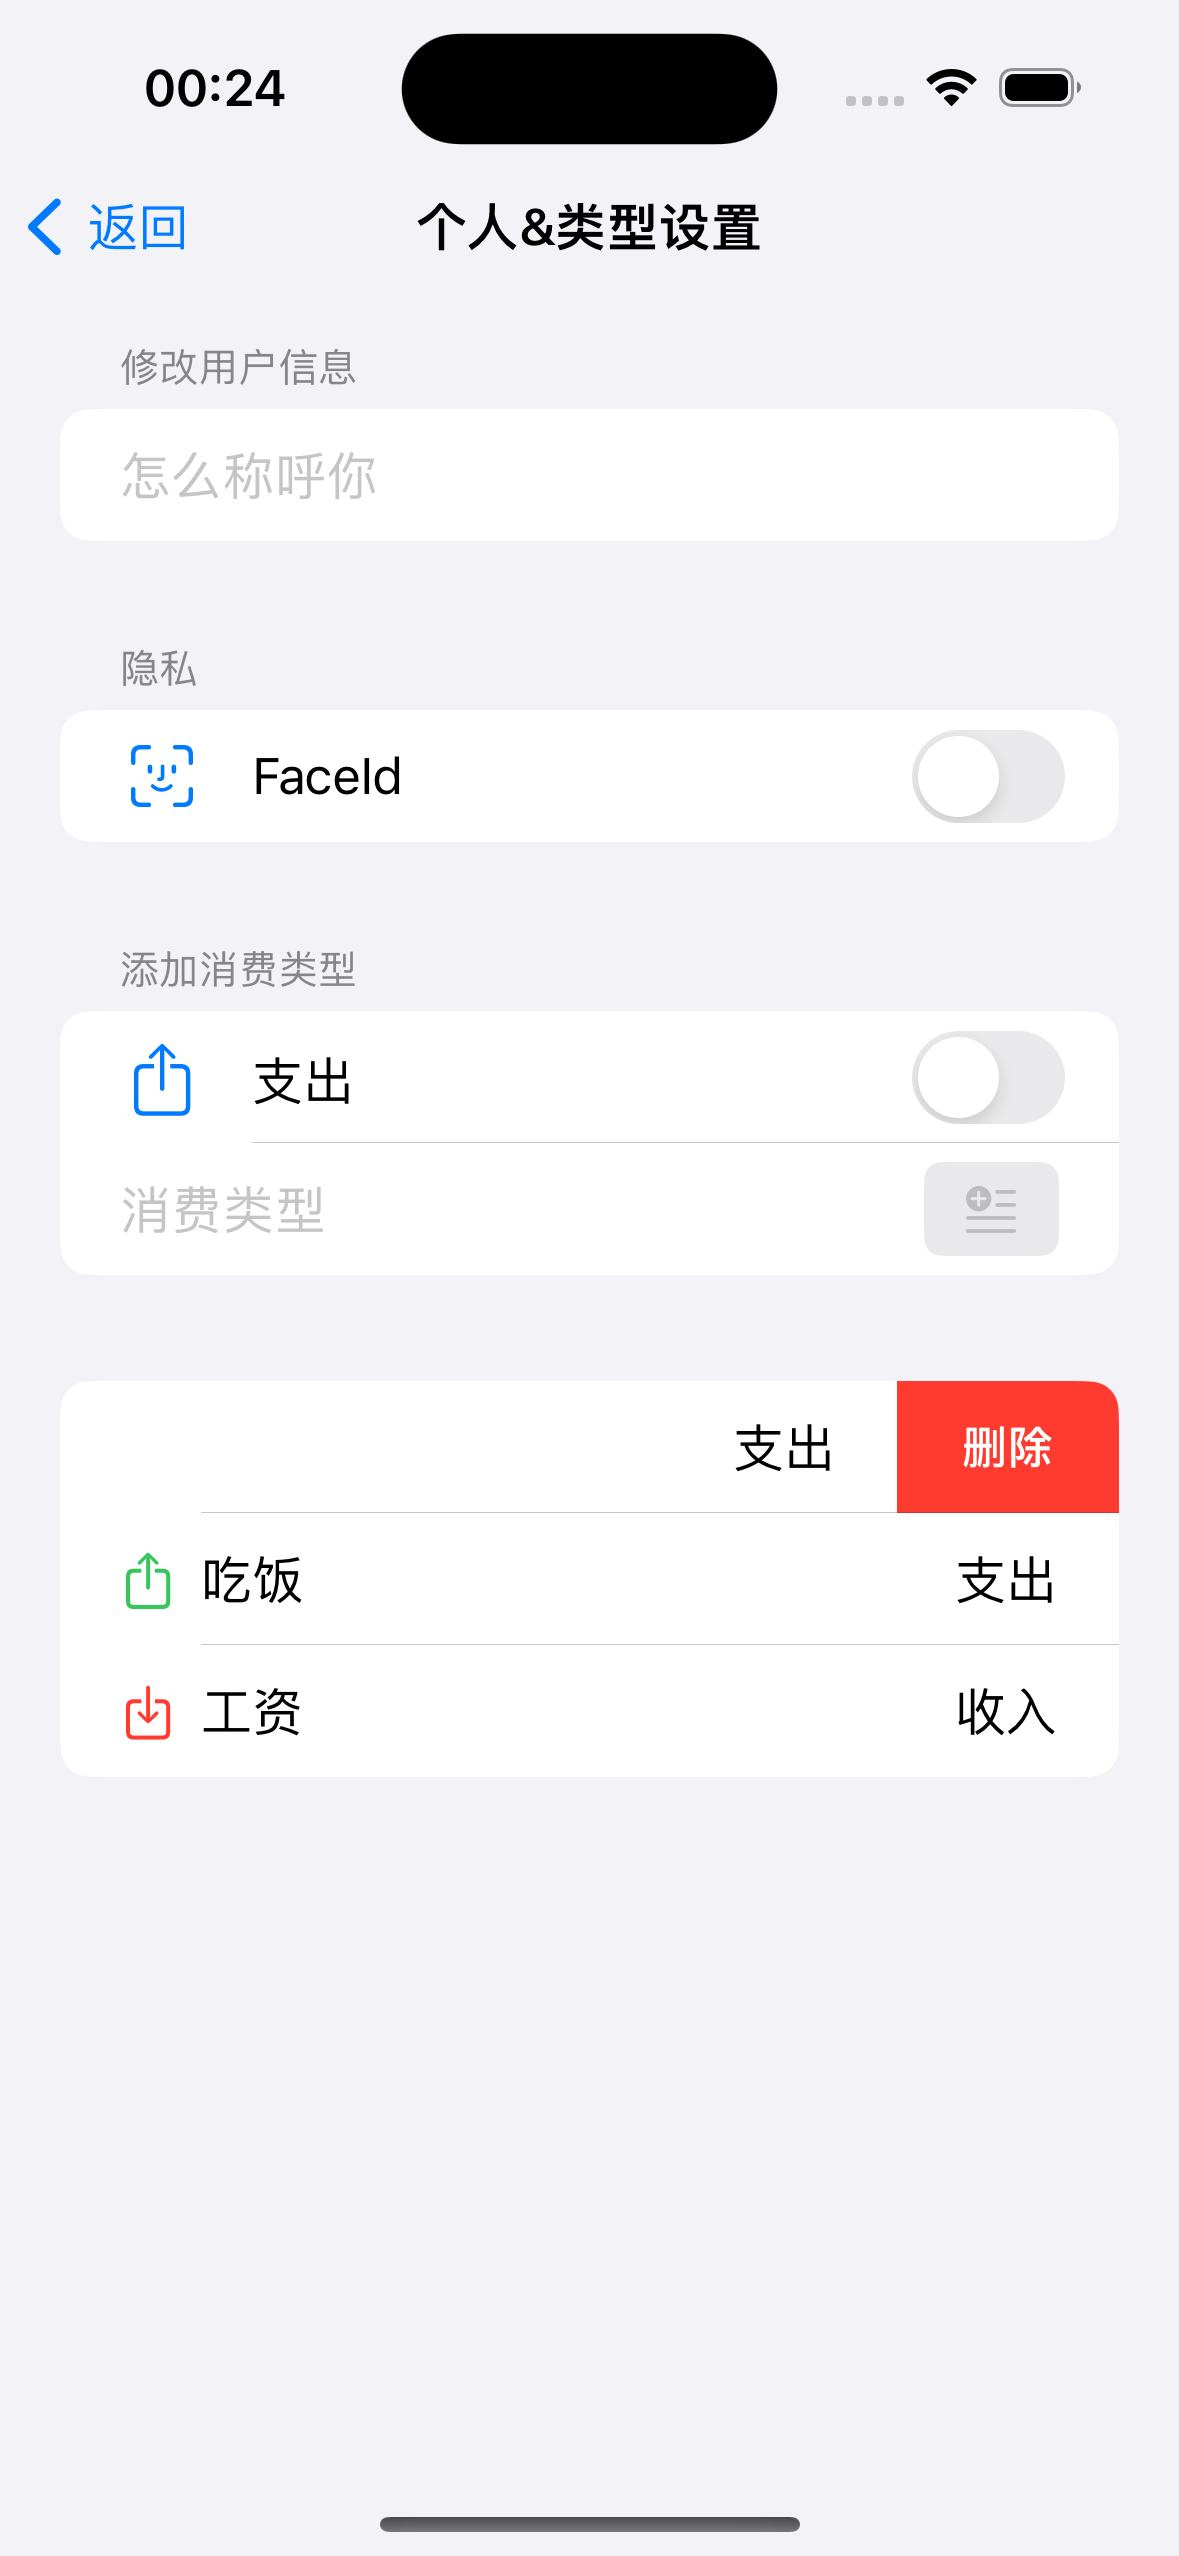 00:24
返回
个人&类型设置
修改用户信息
怎么称呼你
隐私
FaceId
添加消费类型
支出
消费类型
支出 删除
吃饭 支出
工资 收入